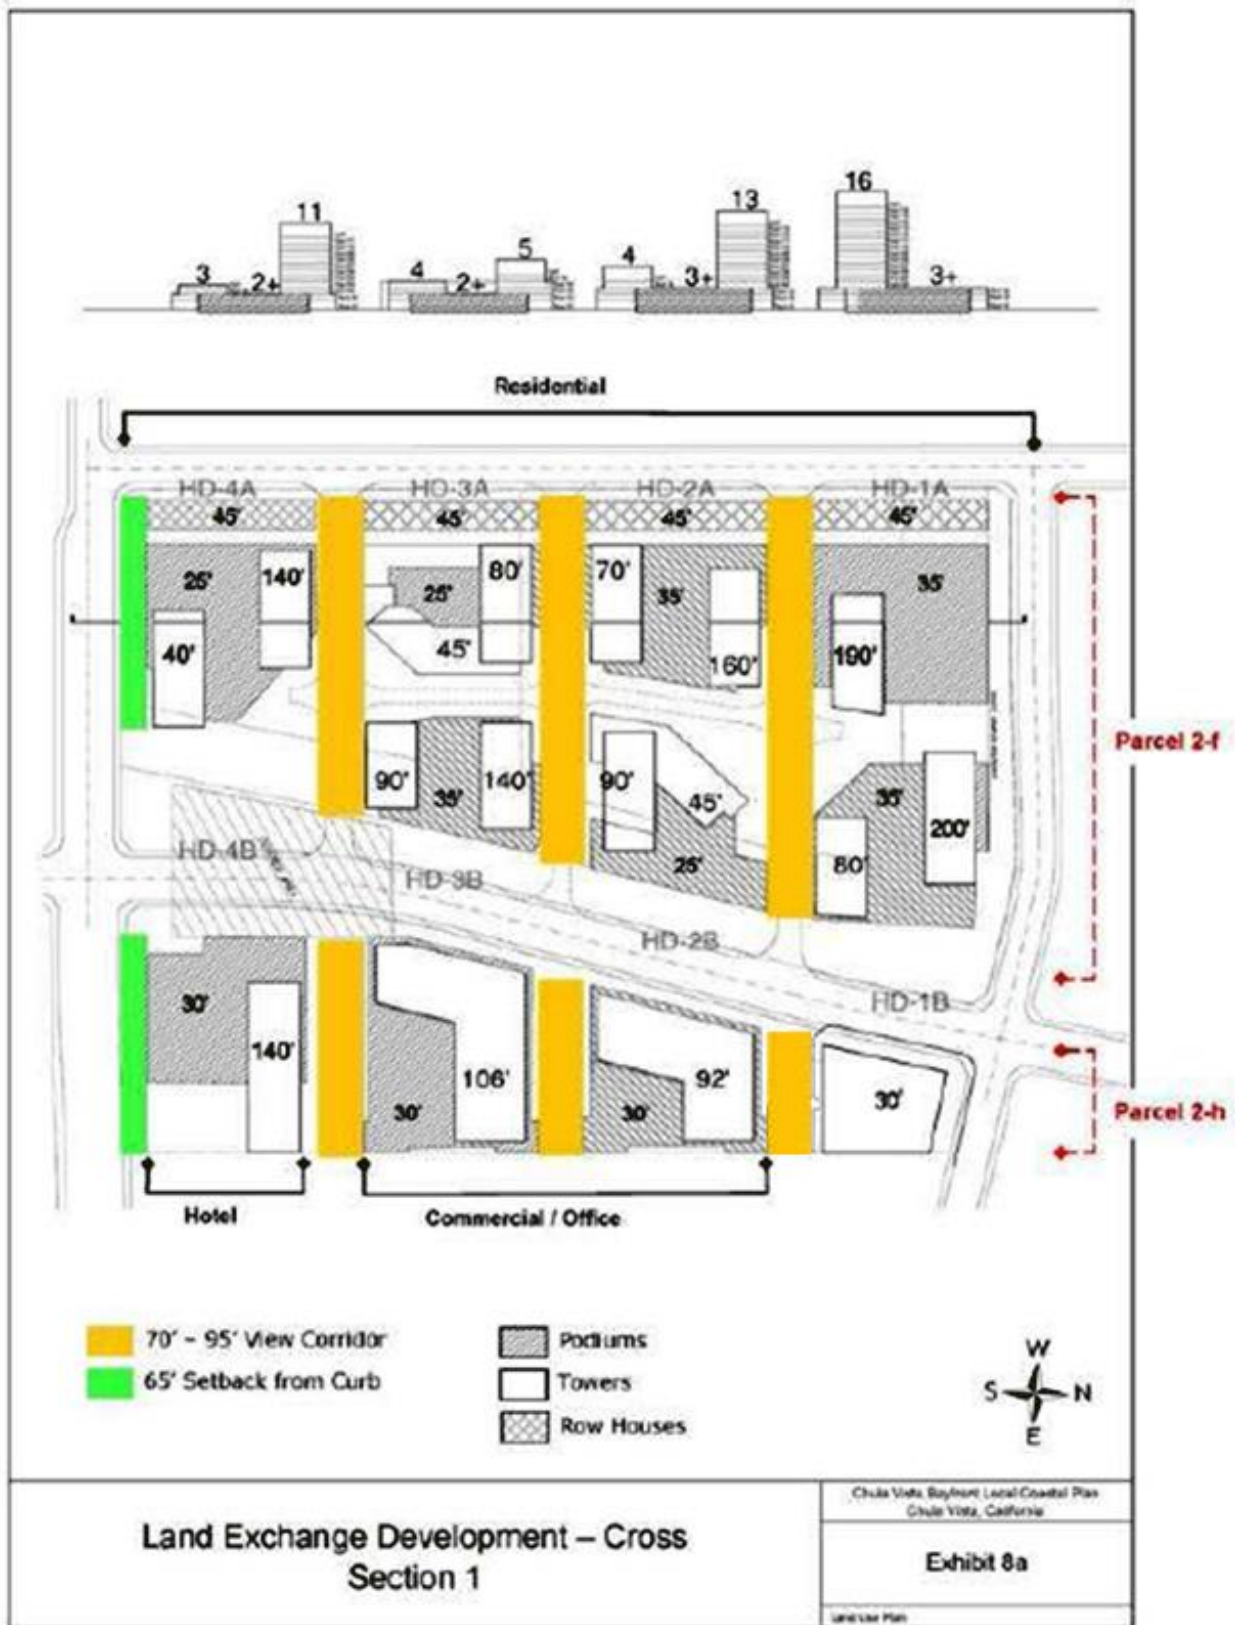 11
13
16
3
2+
4
2+
5
4
3+
3+
Residential
HD-4A
HD-3A
HD-2A
HD-1A
45'
45'
45'
45'
25'
140'
25'
80'
70'
35'
35'
40'
45'
160'
190'
Parcel 2-f
90'
35'
140'
90'
45'
35'
200'
HD-4B
HD-3B
25'
80'
HD-2B
HD-1B
30'
140'
106'
92'
30'
30'
30'
Parcel 2-h
Hotel
Commercial / Office
70' – 95' View Corridor
65' Setback from Curb
Podiums
Towers
Row Houses
W
S
N
E
Land Exchange Development – Cross
Section 1
Chula Vista Bayfront Local Coastal Plan
Chula Vista, California
Exhibit 8a
Land Use Plan